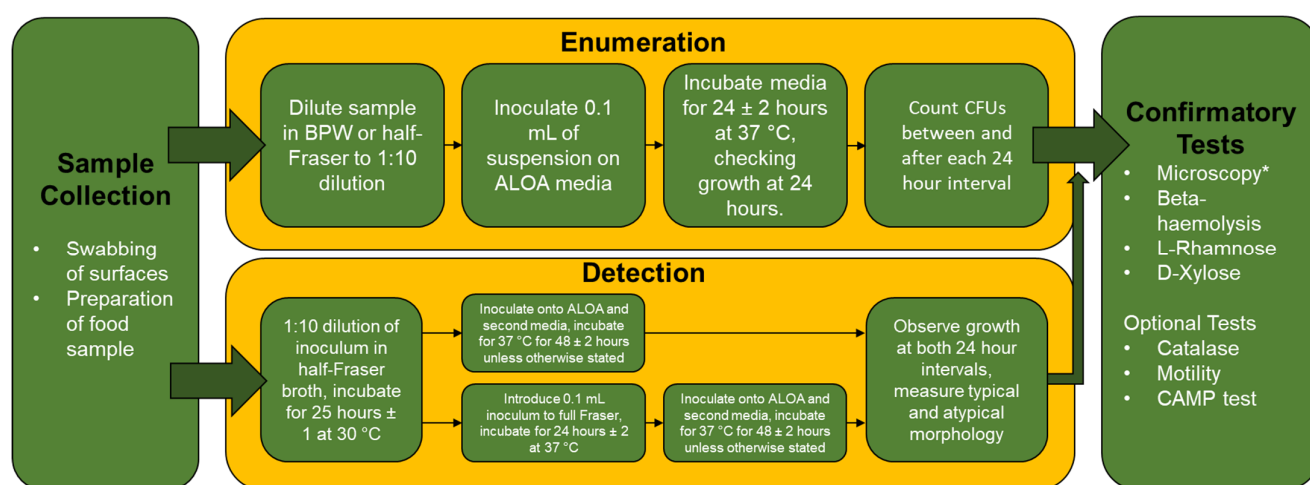 Sample
Collection
• Swabbing
of surfaces
• Preparation
of food
sample
Enumeration
Dilute sample
in BPW or half-
Fraser to 1:10
dilution
Inoculate 0.1
mL of
suspension on
ALOA media
Incubate media
for 24 ± 2 hours
at 37 °C,
checking
growth at 24
hours.
Count CFUs
between and
after each 24
hour interval
Detection
1:10 dilution of
inoculum in
half-Fraser
broth, incubate
for 25 hours ±
1 at 30 °C
Inoculate onto ALOA and
second media, incubate
for 37 °C for 48 ± 2 hours
unless otherwise stated
Introduce 0.1 mL
inoculum to full Fraser,
incubate for 24 hours ± 2
at 37 °C
Inoculate onto ALOA and
second media, incubate
for 37 °C for 48 ± 2 hours
unless otherwise stated
Observe growth
at both 24 hour
intervals,
measure typical
and atypical
morphology
Confirmatory
Tests
• Microscopy*
• Beta-
haemolysis
• L-Rhamnose
• D-Xylose
Optional Tests
• Catalase
• Motility
• CAMP test